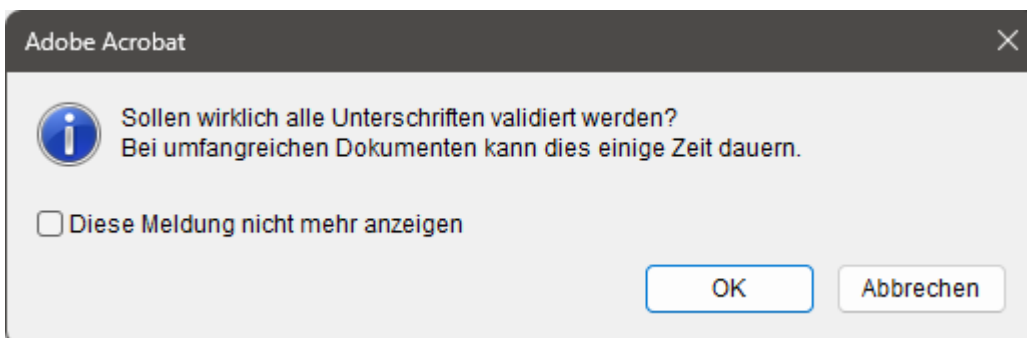 Adobe Acrobat
Sollen wirklich alle Unterschriften validiert werden?
Bei umfangreichen Dokumenten kann dies einige Zeit dauern.
Diese Meldung nicht mehr anzeigen
OK
Abbrechen